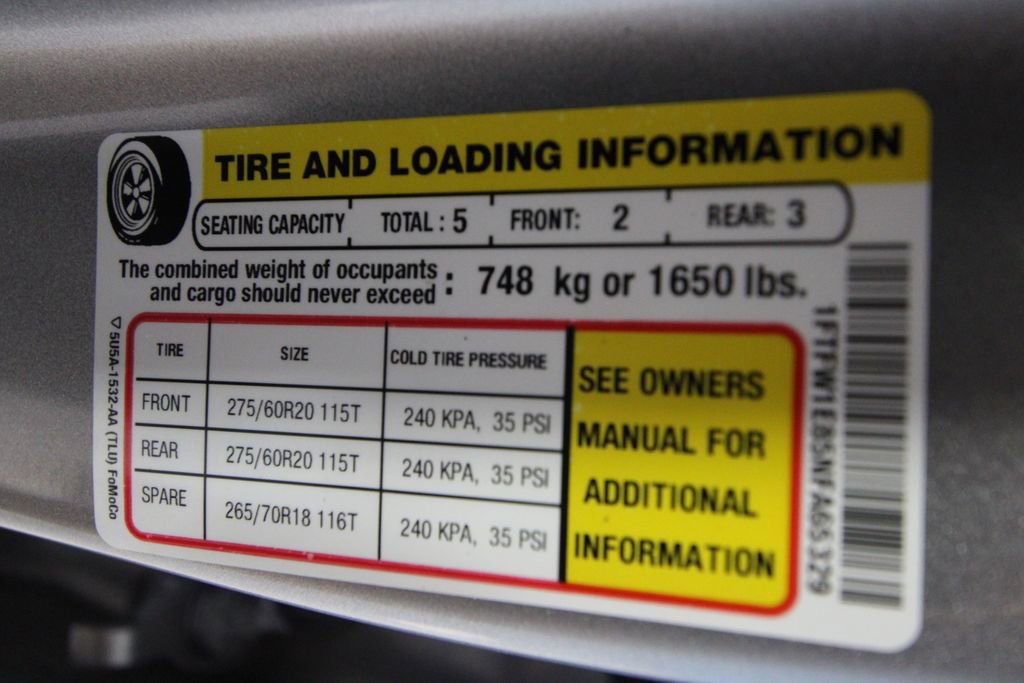 TIRE AND LOADING INFORMATION
SEATING CAPACITY TOTAL : 5 FRONT: 2 REAR: 3
The combined weight of occupants
and cargo should never exceed : 748 kg or 1650 lbs.
TIRE SIZE COLD TIRE PRESSURE
FRONT 275/60R20 115T 240 KPA, 35 PSI
REAR 275/60R20 115T 240 KPA, 35 PSI
SPARE 265/70R18 116T 240 KPA, 35 PSI
SEE OWNERS
MANUAL FOR
ADDITIONAL
INFORMATION
5U5A-1532-AA (TLU) FoMoCo
1FTFW1E85NFA65329